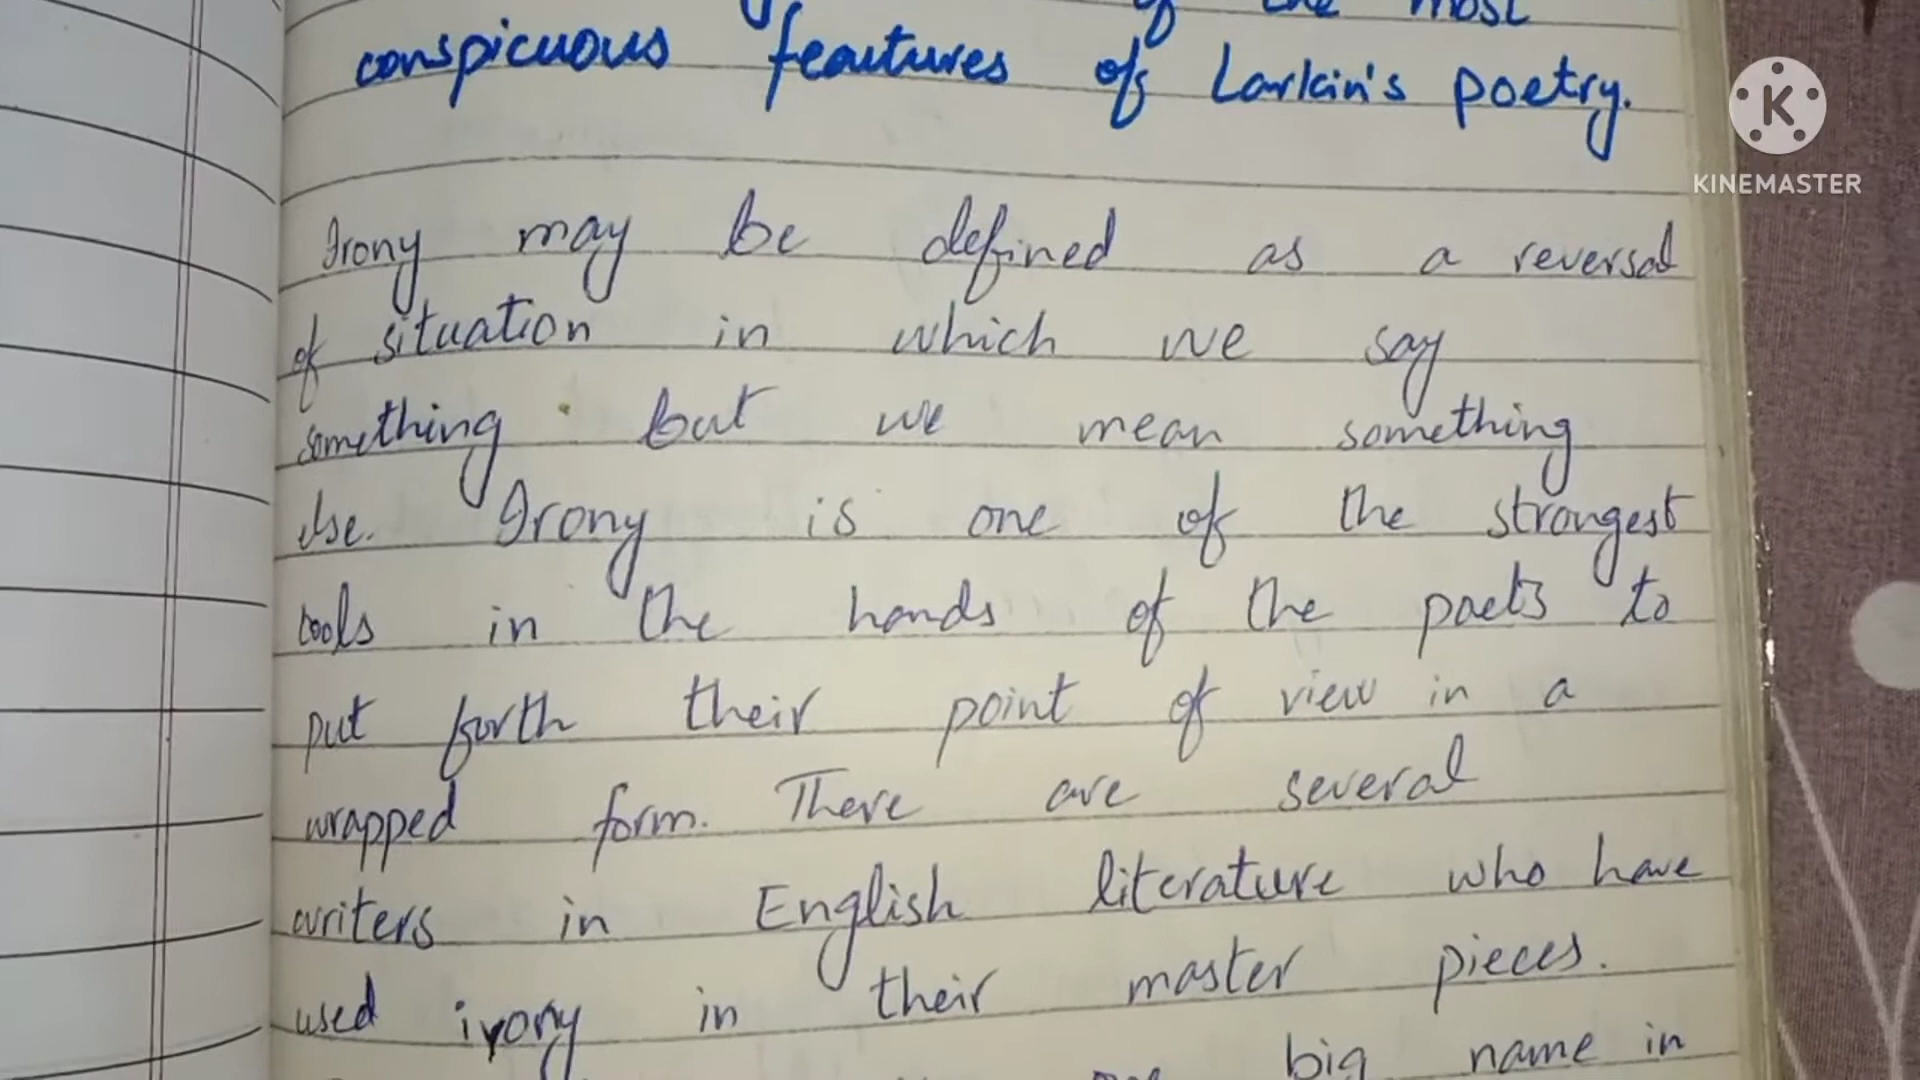 of the most
conspicuous features of Larkin's poetry.
Irony may be defined as a reversal
of situation in which we say
something but we mean something
else. Irony is one of the strongest
tools in the hands of the poets to
put forth their point of view in a
wrapped form. There are several
writers in English literature who have
used irony in their master pieces.
big name in
K
KINEMASTER